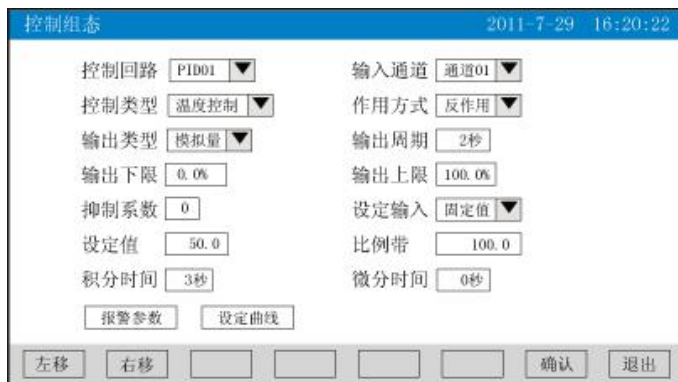 控制组态 2011-7-29 16:20:22
控制回路 PID01 输入通道 通道01
控制类型 温度控制 作用方式 反作用
输出类型 模拟量 输出周期 2秒
输出下限 0.0% 输出上限 100.0%
抑制系数 0 设定输入 固定值
设定值 50.0 比例带 100.0
积分时间 3秒 微分时间 0秒
报警参数 设定曲线
左移 右移 确认 退出